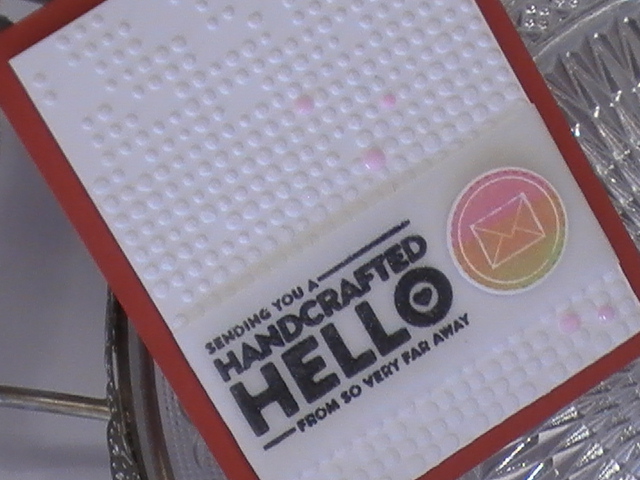 SENDING YOU A
HANDCRAFTED
HELLO
FROM SO VERY FAR AWAY